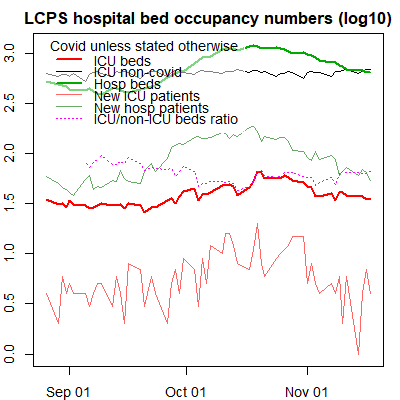 LCPS hospital bed occupancy numbers (log10)
Covid unless stated otherwise
ICU beds
ICU non-covid
Hosp beds
New ICU patients
New hosp patients
ICU/non-ICU beds ratio
3.0
2.5
2.0
1.5
1.0
0.5
0.0
Sep 01 Oct 01 Nov 01